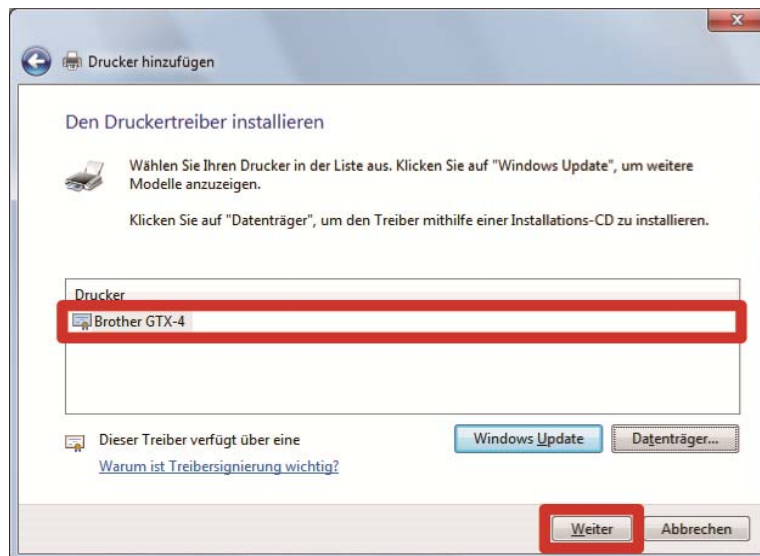 Drucker hinzufügen
Den Druckertreiber installieren
Wählen Sie Ihren Drucker in der Liste aus. Klicken Sie auf "Windows Update", um weitere
Modelle anzuzeigen.
Klicken Sie auf "Datenträger", um den Treiber mithilfe einer Installations-CD zu installieren.
Drucker
Brother GTX-4
Dieser Treiber verfügt über eine
Windows Update
Datenträger...
Warum ist Treibersignierung wichtig?
Weiter
Abbrechen